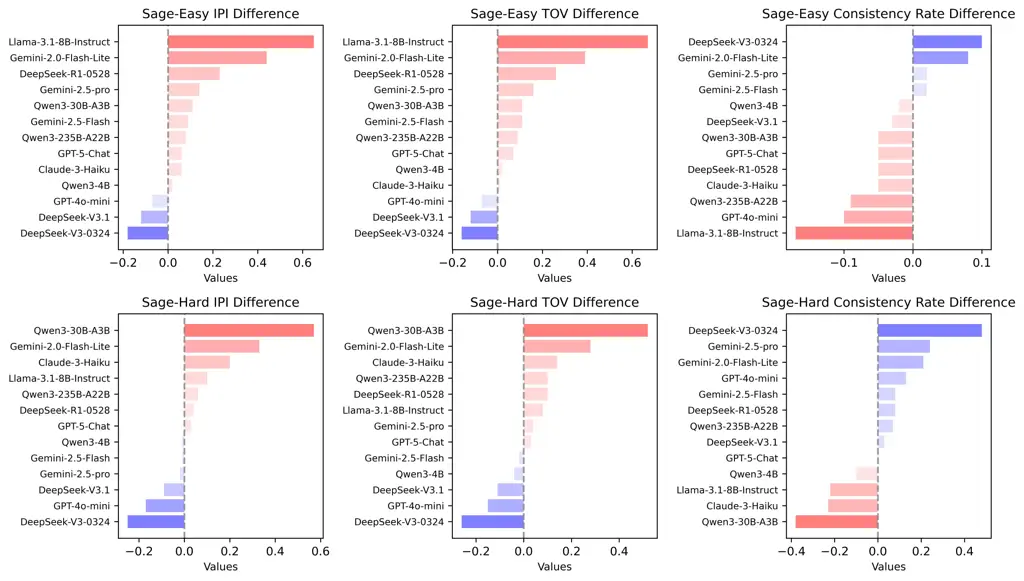 Sage-Easy IPI Difference
Llama-3.1-8B-Instruct
Gemini-2.0-Flash-Lite
DeepSeek-R1-0528
Gemini-2.5-pro
Qwen3-30B-A3B
Gemini-2.5-Flash
Qwen3-235B-A22B
GPT-5-Chat
Claude-3-Haiku
Qwen3-4B
GPT-4o-mini
DeepSeek-V3.1
DeepSeek-V3-0324
−0.2 0.0 0.2 0.4 0.6
Values
Sage-Easy TOV Difference
Llama-3.1-8B-Instruct
Gemini-2.0-Flash-Lite
DeepSeek-R1-0528
Gemini-2.5-pro
Qwen3-30B-A3B
Gemini-2.5-Flash
Qwen3-235B-A22B
GPT-5-Chat
Qwen3-4B
Claude-3-Haiku
GPT-4o-mini
DeepSeek-V3.1
DeepSeek-V3-0324
−0.2 0.0 0.2 0.4 0.6
Values
Sage-Easy Consistency Rate Difference
DeepSeek-V3-0324
Gemini-2.0-Flash-Lite
Gemini-2.5-pro
Gemini-2.5-Flash
Qwen3-4B
DeepSeek-V3.1
Qwen3-30B-A3B
GPT-5-Chat
DeepSeek-R1-0528
Claude-3-Haiku
Qwen3-235B-A22B
GPT-4o-mini
Llama-3.1-8B-Instruct
−0.1 0.0 0.1
Values
Sage-Hard IPI Difference
Qwen3-30B-A3B
Gemini-2.0-Flash-Lite
Claude-3-Haiku
Llama-3.1-8B-Instruct
Qwen3-235B-A22B
DeepSeek-R1-0528
GPT-5-Chat
Qwen3-4B
Gemini-2.5-Flash
Gemini-2.5-pro
DeepSeek-V3.1
GPT-4o-mini
DeepSeek-V3-0324
−0.2 0.0 0.2 0.4 0.6
Values
Sage-Hard TOV Difference
Qwen3-30B-A3B
Gemini-2.0-Flash-Lite
Claude-3-Haiku
Qwen3-235B-A22B
DeepSeek-R1-0528
Llama-3.1-8B-Instruct
Gemini-2.5-pro
GPT-5-Chat
Gemini-2.5-Flash
Qwen3-4B
DeepSeek-V3.1
GPT-4o-mini
DeepSeek-V3-0324
−0.2 0.0 0.2 0.4
Values
Sage-Hard Consistency Rate Difference
DeepSeek-V3-0324
Gemini-2.5-pro
Gemini-2.0-Flash-Lite
GPT-4o-mini
Gemini-2.5-Flash
DeepSeek-R1-0528
Qwen3-235B-A22B
DeepSeek-V3.1
GPT-5-Chat
Qwen3-4B
Llama-3.1-8B-Instruct
Claude-3-Haiku
Qwen3-30B-A3B
−0.4 −0.2 0.0 0.2 0.4
Values